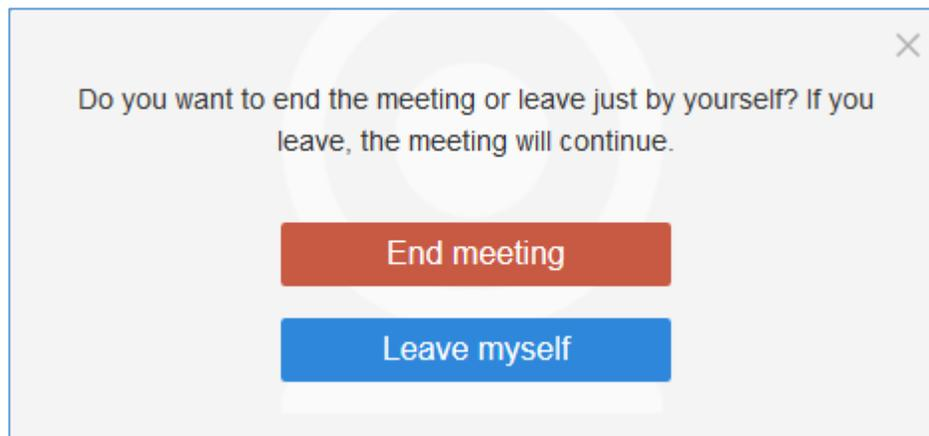 Do you want to end the meeting or leave just by yourself? If you
leave, the meeting will continue.
End meeting
Leave myself